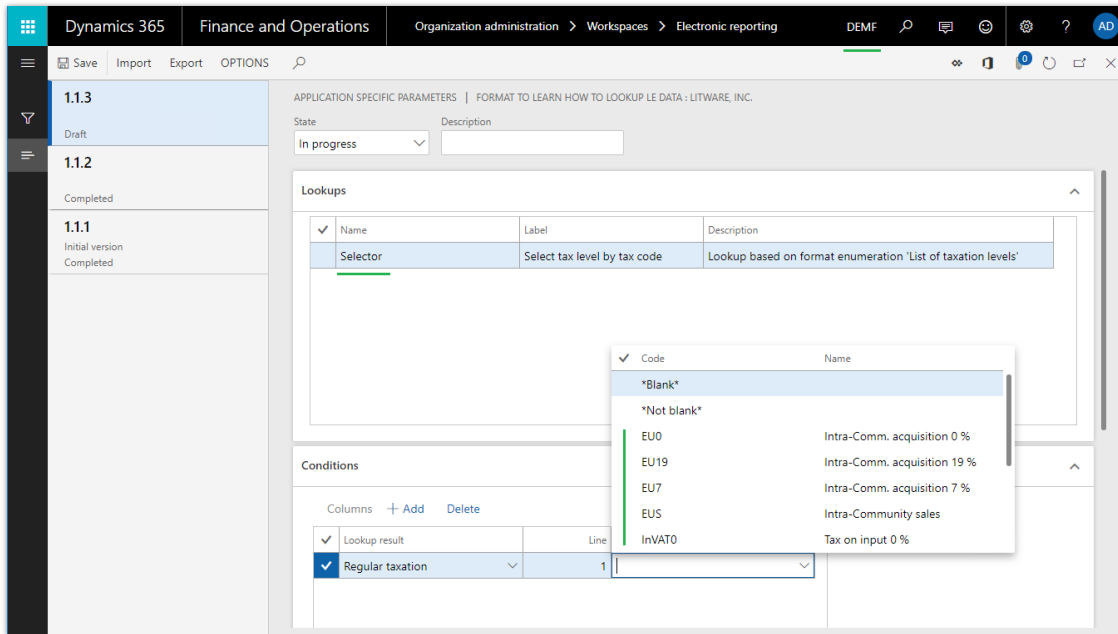 Dynamics 365 Finance and Operations Organization administration > Workspaces > Electronic reporting DEMF ? AD
Save Import Export OPTIONS 0
1.1.3
Draft
1.1.2
Completed
1.1.1
Initial version
Completed
APPLICATION SPECIFIC PARAMETERS | FORMAT TO LEARN HOW TO LOOKUP LE DATA : LITWARE, INC.
State Description
In progress
Lookups
Name Label Description
Selector Select tax level by tax code Lookup based on format enumeration 'List of taxation levels'
Code Name
*Blank*
*Not blank*
EU0 Intra-Comm. acquisition 0 %
EU19 Intra-Comm. acquisition 19 %
EU7 Intra-Comm. acquisition 7 %
EUS Intra-Community sales
InVAT0 Tax on input 0 %
Conditions
Columns + Add Delete
Lookup result Line
Regular taxation 1